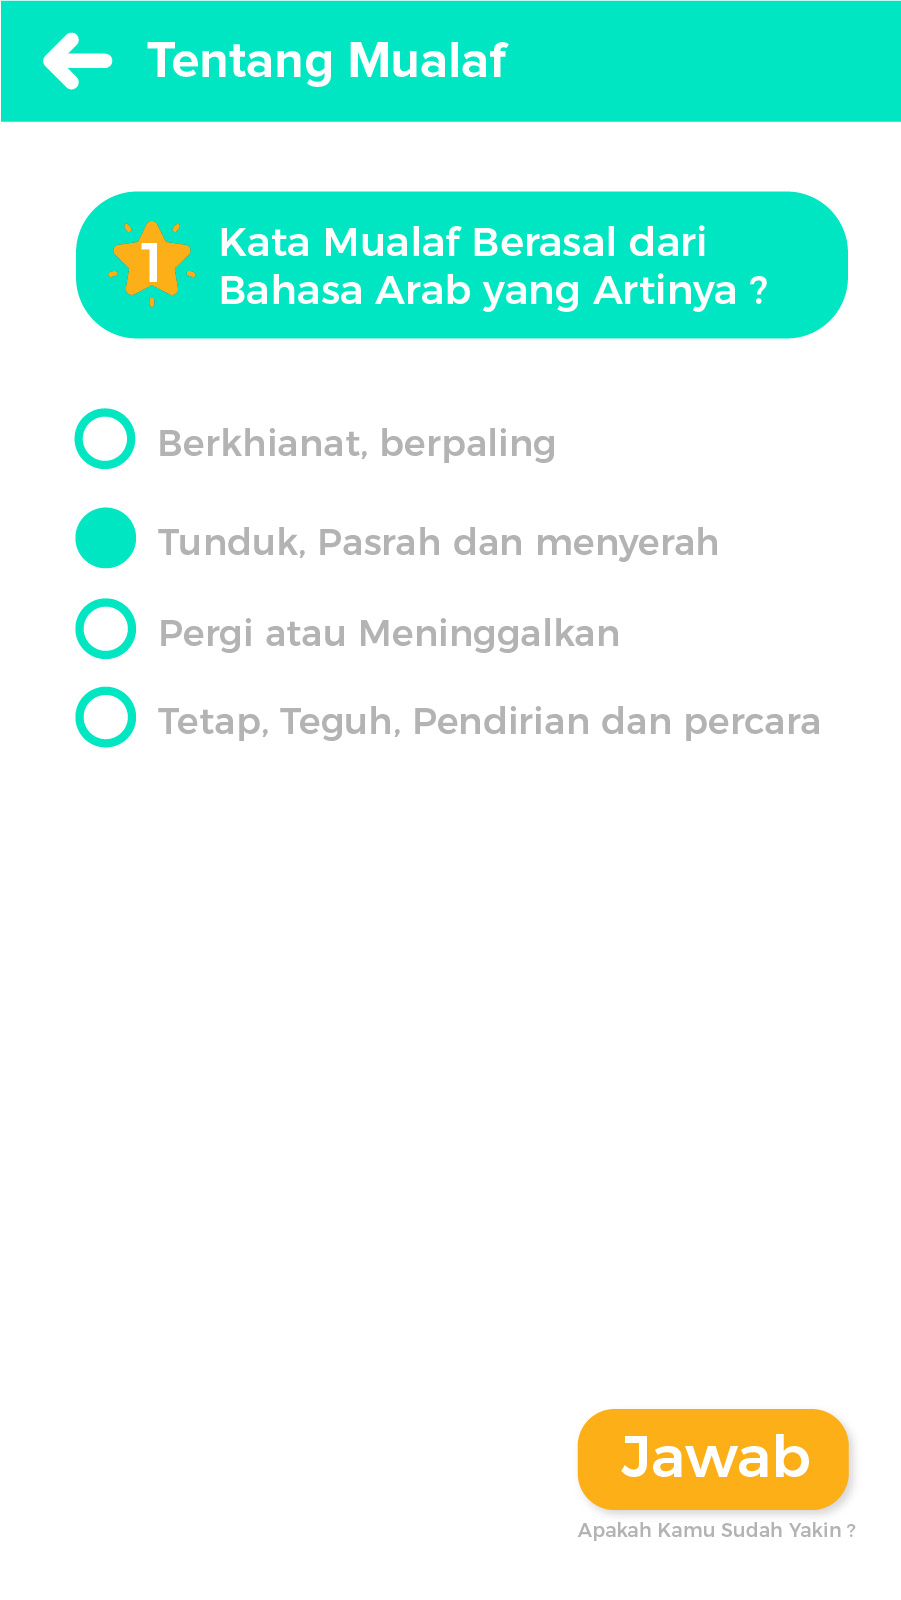 Tentang Mualaf
1
Kata Mualaf Berasal dari
Bahasa Arab yang Artinya ?
Berkhianat, berpaling
Tunduk, Pasrah dan menyerah
Pergi atau Meninggalkan
Tetap, Teguh, Pendirian dan percara
Jawab
Apakah Kamu Sudah Yakin ?